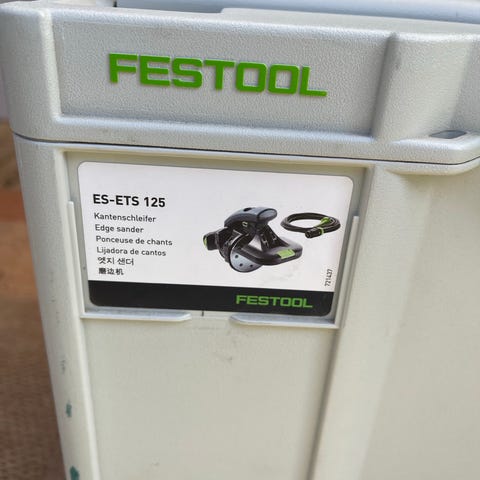 FESTOOL
ES-ETS 125
Kantenschleifer
Edge sander
Ponceuse de chants
Lijadora de cantos
엣지 샌더
磨边机
721437
FESTOOL